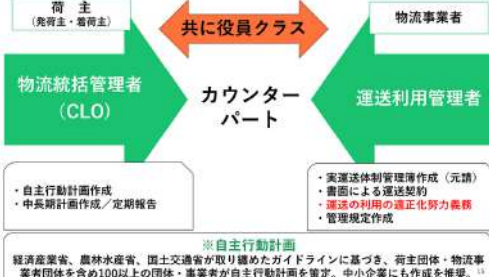 荷 主
(発荷主・着荷主)
共に役員クラス
物流事業者
物流統括管理者
(CLO)
カウンター
パート
運送利用管理者
・自主行動計画作成
・中長期計画作成/定期報告
・実運送体制管理簿作成(元請)
・書面による運送契約
・運送の利用の適正化努力義務
・管理規定作成
※自主行動計画
経済産業省、農林水産省、国土交通省が取り纏めたガイドラインに基づき、荷主団体・物流事
業者団体を含め100以上の団体・事業者が自主行動計画を策定。中小企業にも作成を推奨。